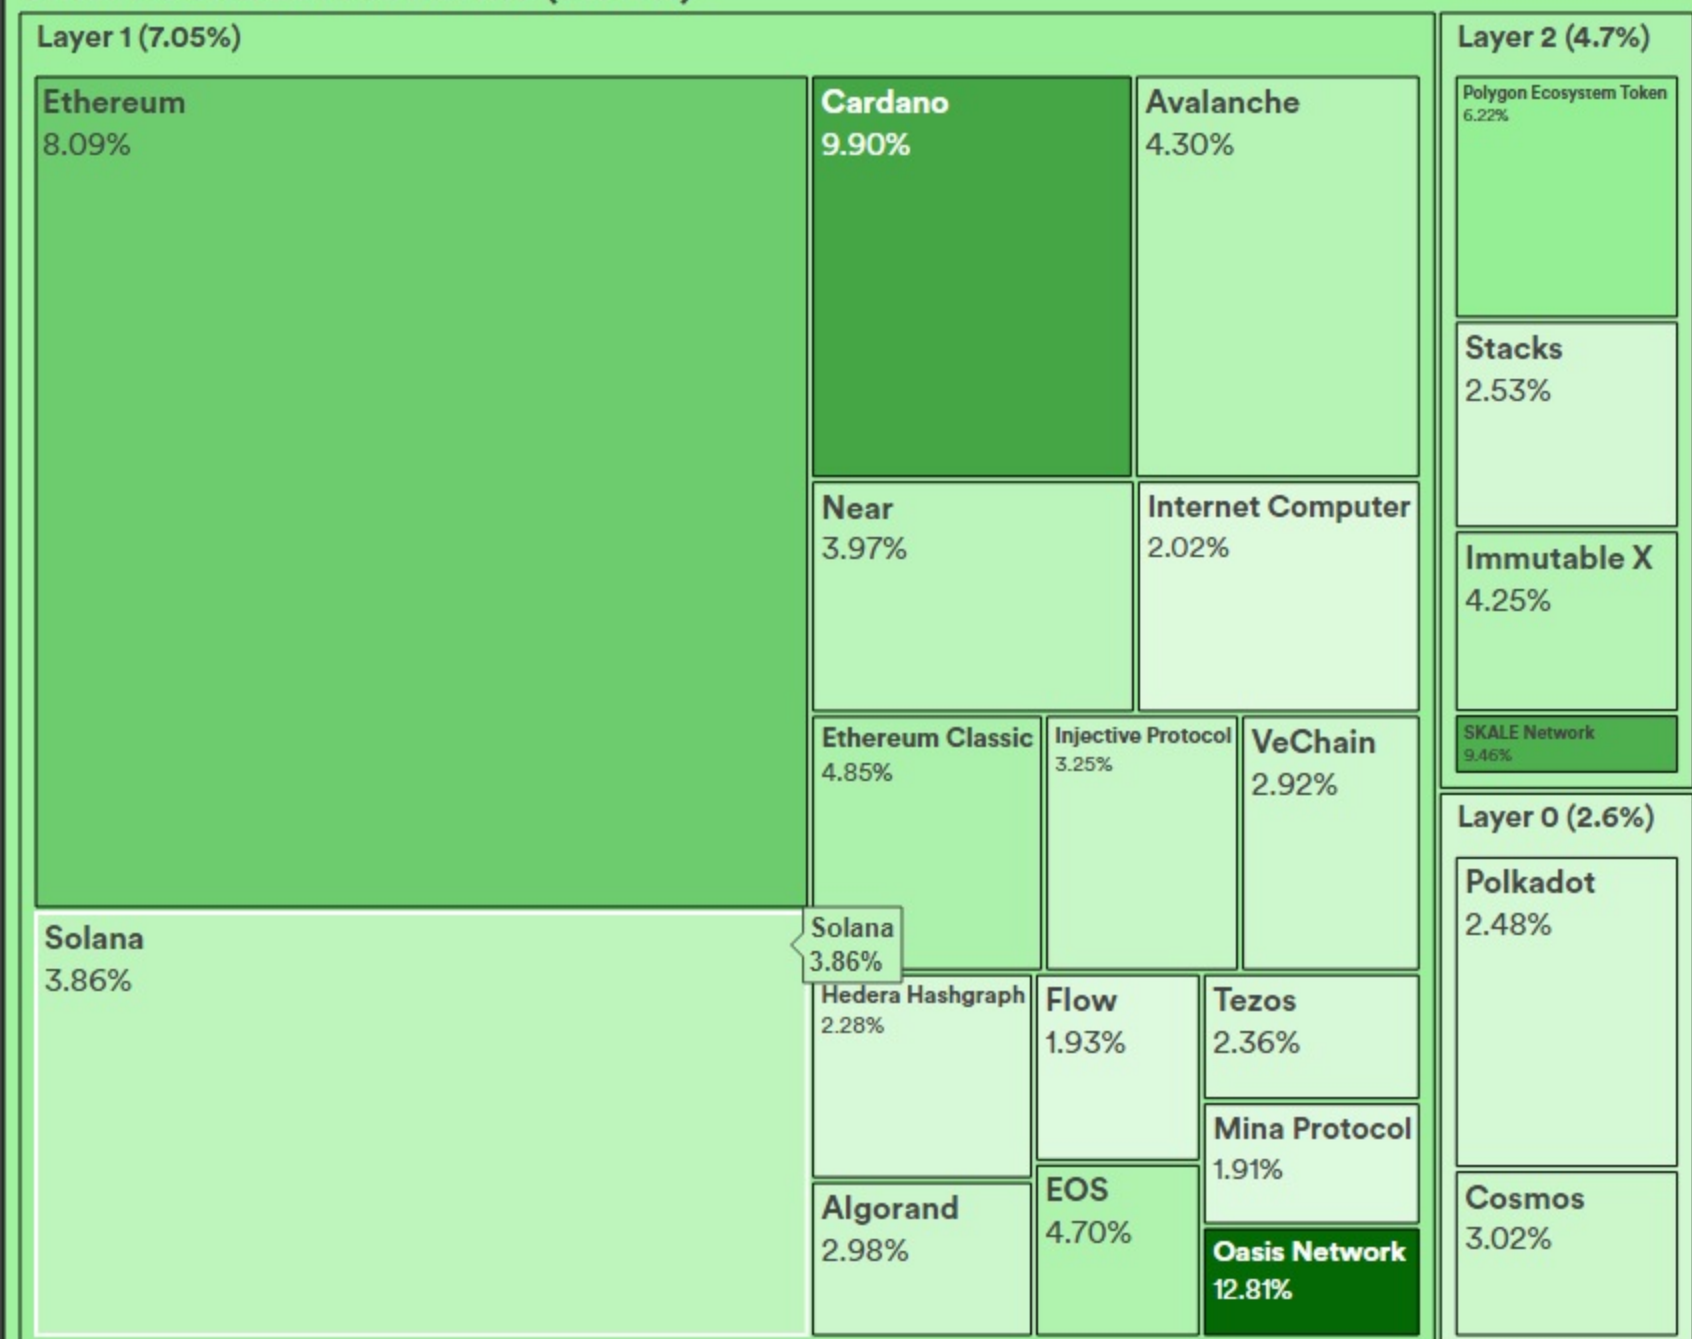 Layer 1 (7.05%)
Ethereum
8.09%
Cardano
9.90%
Avalanche
4.30%
Near
3.97%
Internet Computer
2.02%
Ethereum Classic
4.85%
Injective Protocol
3.25%
VeChain
2.92%
Solana
3.86%
Solana
3.86%
Hedera Hashgraph
2.28%
Flow
1.93%
Tezos
2.36%
Mina Protocol
1.91%
Algorand
2.98%
EOS
4.70%
Oasis Network
12.81%
Layer 2 (4.7%)
Polygon Ecosystem Token
6.22%
Stacks
2.53%
Immutable X
4.25%
SKALE Network
9.46%
Layer 0 (2.6%)
Polkadot
2.48%
Cosmos
3.02%